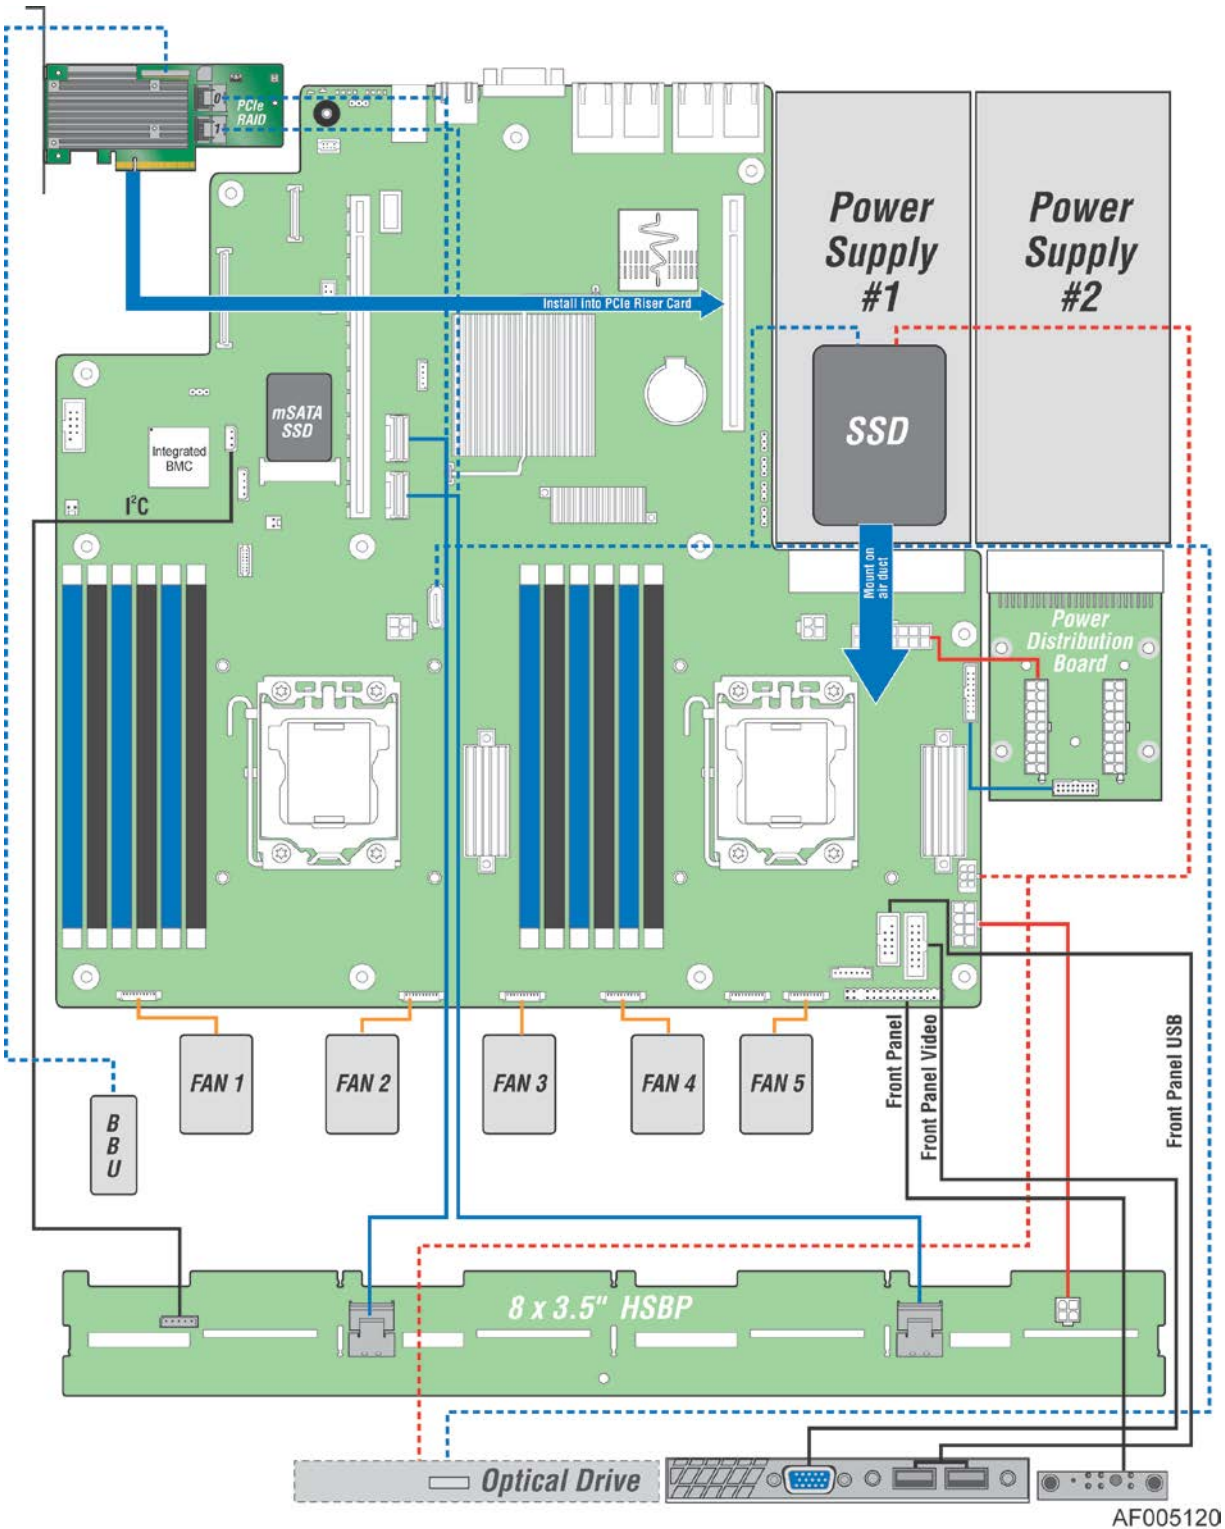 0
PCIe
RAID
1
Power
Supply
#1
Power
Supply
#2
Install into PCIe Riser Card
SSD
mSATA
SSD
Integrated
BMC
I²C
Mount on
air duct
Power
Distribution
Board
FAN 1
FAN 2
FAN 3
FAN 4
FAN 5
Front Panel
Front Panel Video
Front Panel USB
B
B
U
8 x 3.5" HSBP
Optical Drive
AF005120